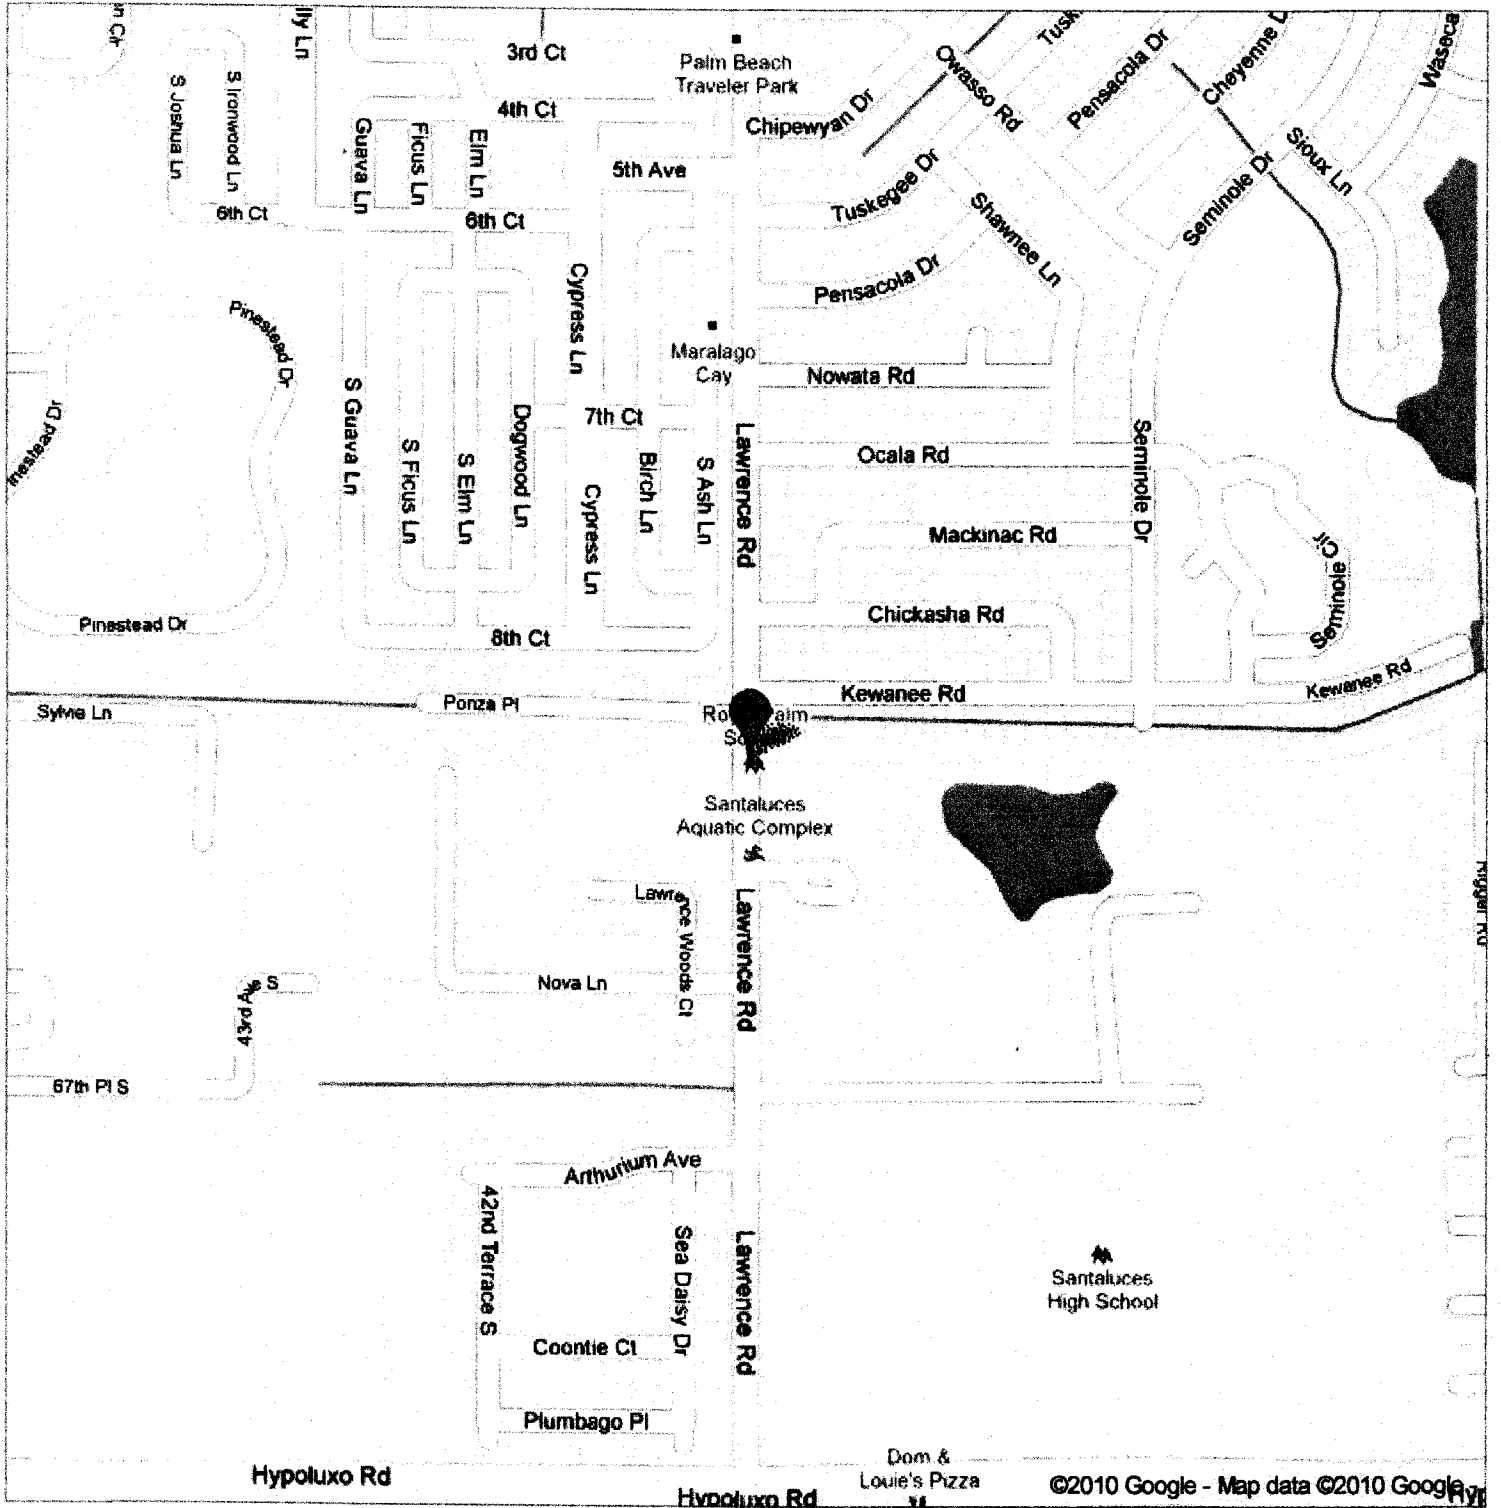 3rd Ct
Palm Beach
Traveler Park
Owasso Rd
Pensacola Dr
Waseca
S Joshua Ln
S Ironwood Ln
4th Ct
Chipewyan Dr
Guava Ln
Ficus Ln
Elm Ln
5th Ave
Tuskegee Dr
Sioux Ln
6th Ct
6th Ct
Shawnee Ln
Seminole Dr
Cypress Ln
Pensacola Dr
Pinestead Dr
Maralago
Cay
Nowata Rd
S Guava Ln
7th Ct
Dogwood Ln
S Ficus Ln
S Elm Ln
Cypress Ln
Birch Ln
S Ash Ln
Lawrence Rd
Ocala Rd
Seminole Dr
Mackinac Rd
Seminole Cir
Pinestead Dr
8th Ct
Chickasha Rd
Sylvia Ln
Ponza Pl
Kewanee Rd
Kewanee Rd
Santaluces
Aquatic Complex
Lawrence Woods Ct
Lawrence Rd
Nova Ln
43rd Ave S
67th Pl S
Arthurium Ave
42nd Terrace S
Sea Daisy Dr
Lawrence Rd
Santaluces
High School
Coontie Ct
Plumbago Pl
Hypoluxo Rd
Hypoluxo Rd
Dom &
Louie's Pizza
©2010 Google - Map data ©2010 Google